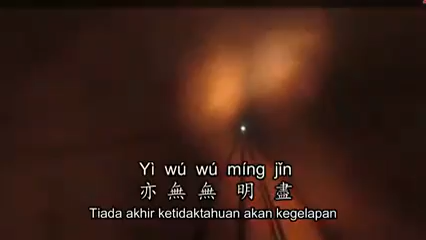 Yì wú wú míng jǐn
亦 無 無 明 盡
Tiada akhir ketidaktahuan akan kegelapan